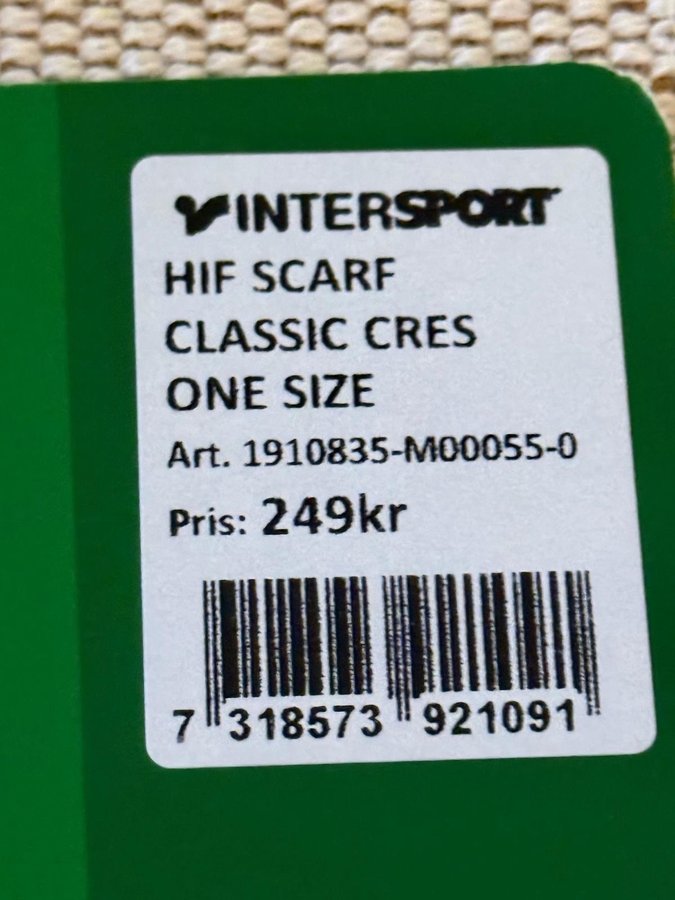 INTERSPORT
HIF SCARF
CLASSIC CRES
ONE SIZE
Art. 1910835-M00055-0
Pris: 249kr
7 318573 921091